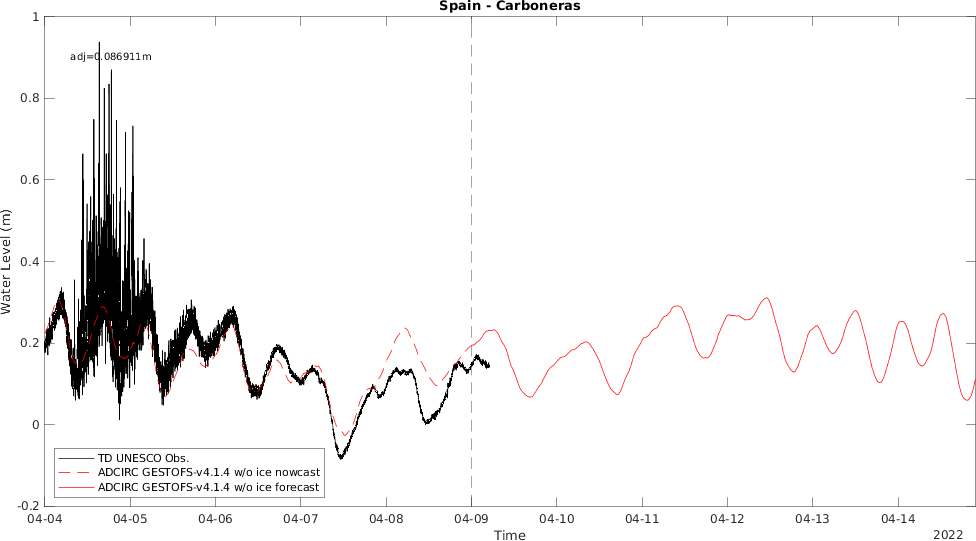 Spain - Carboneras
1
adj=0.086911m
0.8
0.6
0.4
0.2
0
-0.2
Water Level (m)
TD UNESCO Obs.
ADCIRC GESTOFS-v4.1.4 w/o ice nowcast
ADCIRC GESTOFS-v4.1.4 w/o ice forecast
04-04 04-05 04-06 04-07 04-08 04-09 04-10 04-11 04-12 04-13 04-14
Time
2022